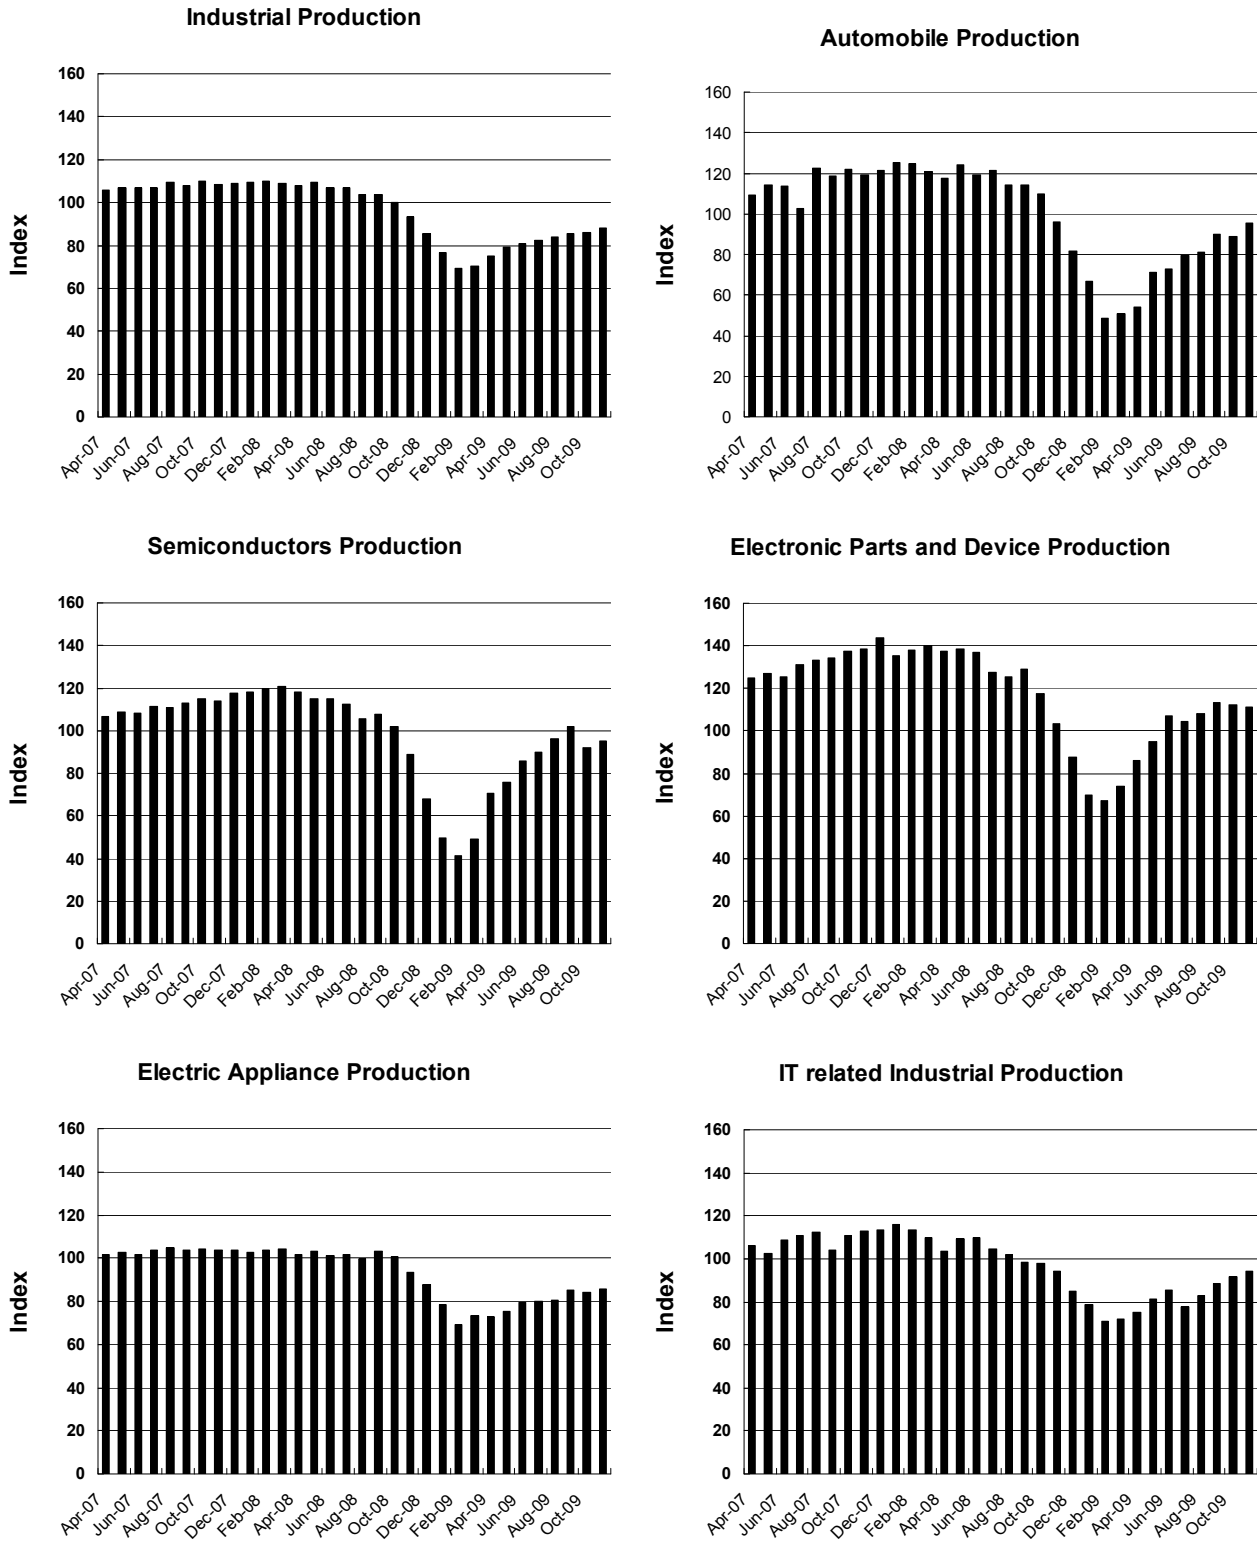 Industrial Production
160
140
120
100
80
60
40
20
0
Index
Apr-07
Jun-07
Aug-07
Oct-07
Dec-07
Feb-08
Apr-08
Jun-08
Aug-08
Oct-08
Dec-08
Feb-09
Apr-09
Jun-09
Aug-09
Oct-09
Automobile Production
160
140
120
100
80
60
40
20
0
Index
Apr-07
Jun-07
Aug-07
Oct-07
Dec-07
Feb-08
Apr-08
Jun-08
Aug-08
Oct-08
Dec-08
Feb-09
Apr-09
Jun-09
Aug-09
Oct-09
Semiconductors Production
160
140
120
100
80
60
40
20
0
Index
Apr-07
Jun-07
Aug-07
Oct-07
Dec-07
Feb-08
Apr-08
Jun-08
Aug-08
Oct-08
Dec-08
Feb-09
Apr-09
Jun-09
Aug-09
Oct-09
Electronic Parts and Device Production
160
140
120
100
80
60
40
20
0
Index
Apr-07
Jun-07
Aug-07
Oct-07
Dec-07
Feb-08
Apr-08
Jun-08
Aug-08
Oct-08
Dec-08
Feb-09
Apr-09
Jun-09
Aug-09
Oct-09
Electric Appliance Production
160
140
120
100
80
60
40
20
0
Index
Apr-07
Jun-07
Aug-07
Oct-07
Dec-07
Feb-08
Apr-08
Jun-08
Aug-08
Oct-08
Dec-08
Feb-09
Apr-09
Jun-09
Aug-09
Oct-09
IT related Industrial Production
160
140
120
100
80
60
40
20
0
Index
Apr-07
Jun-07
Aug-07
Oct-07
Dec-07
Feb-08
Apr-08
Jun-08
Aug-08
Oct-08
Dec-08
Feb-09
Apr-09
Jun-09
Aug-09
Oct-09